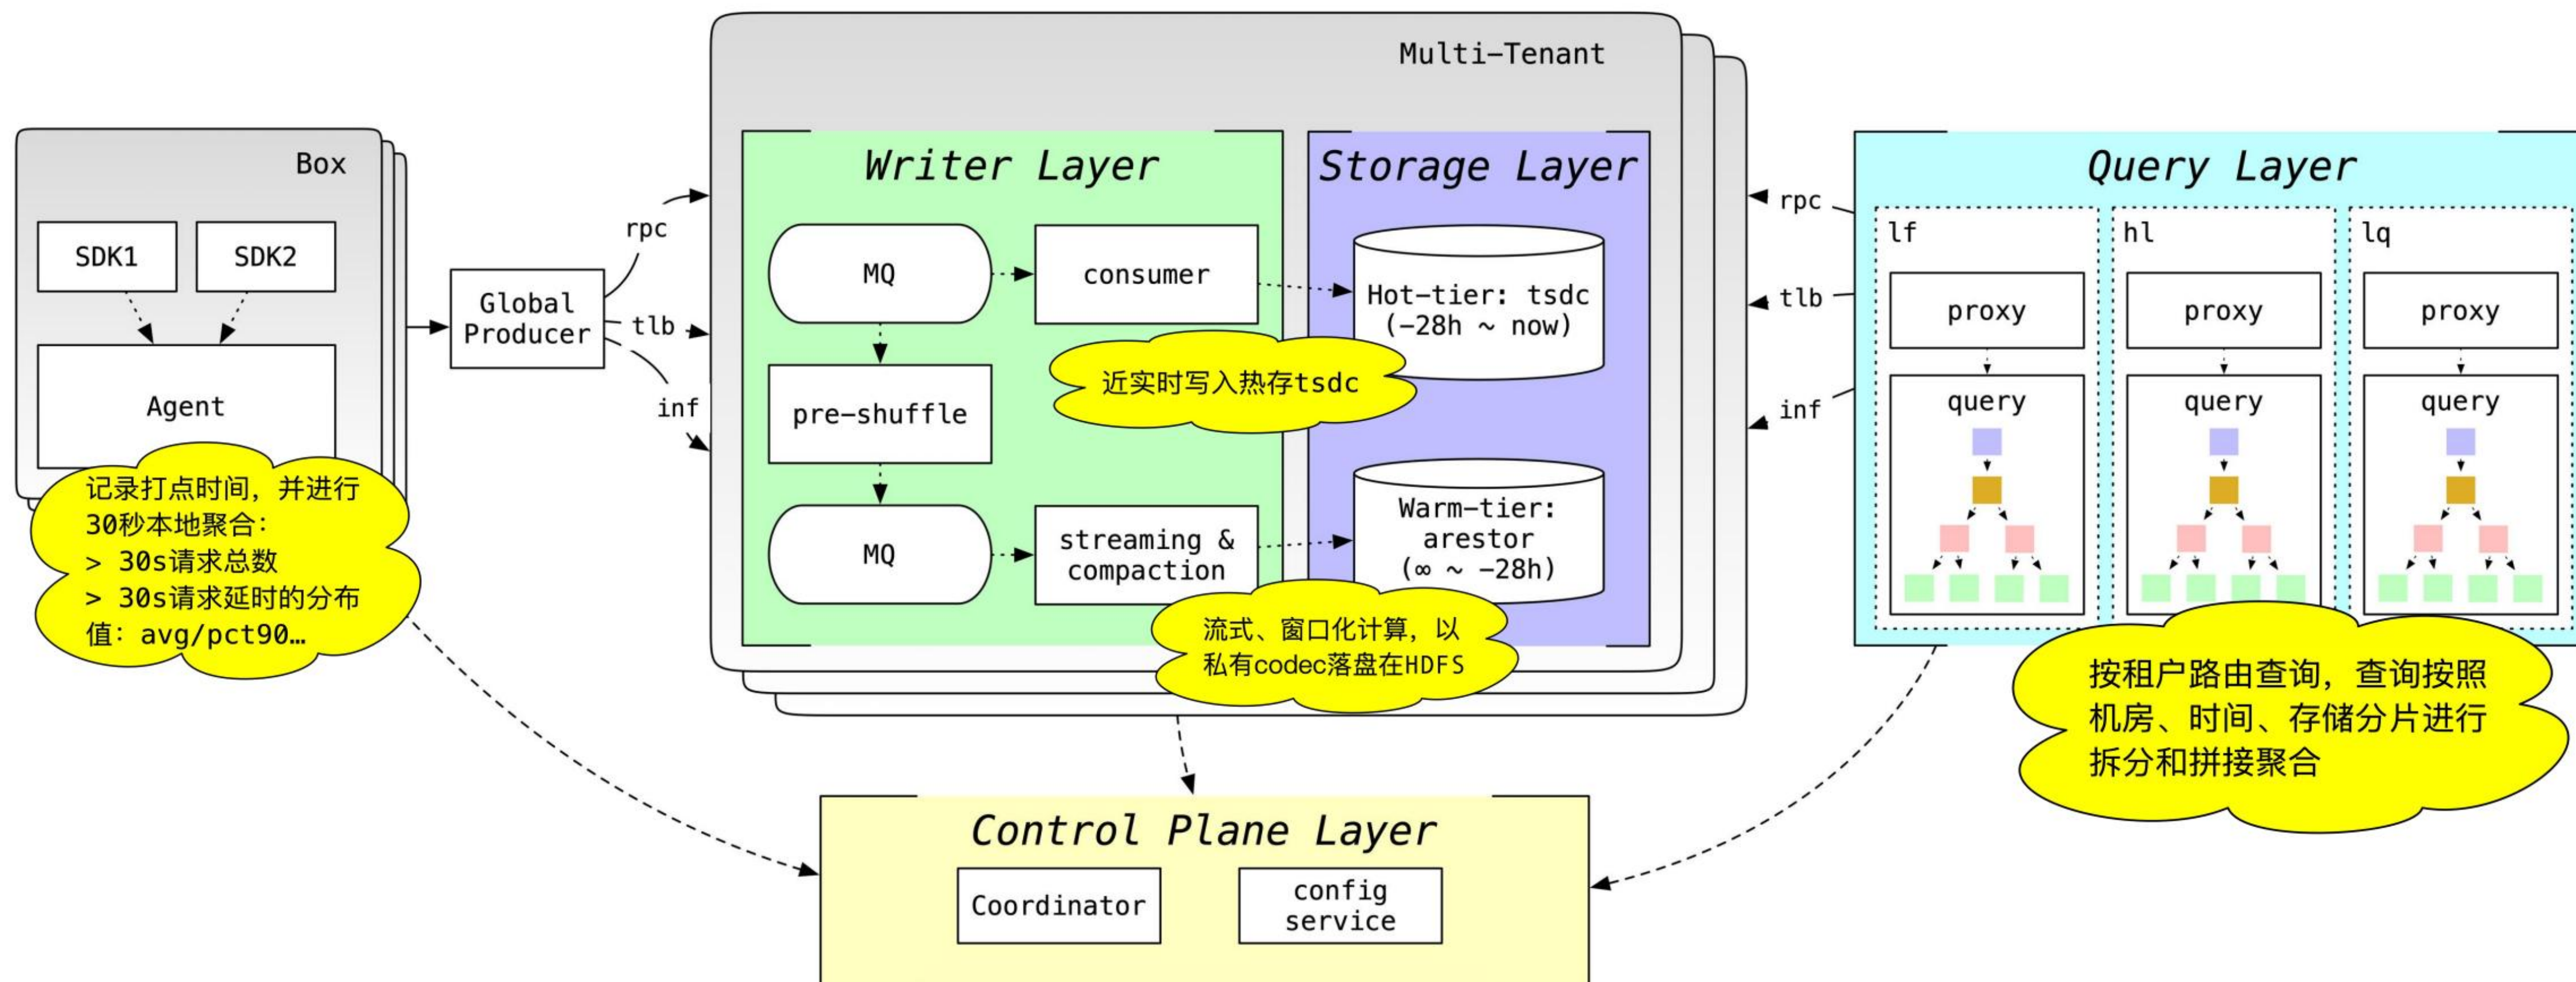 Box
SDK1
SDK2
Agent
记录打点时间，并进行
30秒本地聚合：
> 30s请求总数
> 30s请求延时的分布
值：avg/pct90…
Global
Producer
rpc
tlb
inf
Multi-Tenant
Writer Layer
MQ
consumer
pre-shuffle
MQ
streaming &
compaction
近实时写入热存tsdc
Storage Layer
Hot-tier: tsdc
(-28h ~ now)
Warm-tier:
arestor
(∞ ~ -28h)
流式、窗口化计算，以
私有codec落盘在HDFS
rpc
tlb
inf
Query Layer
lf
proxy
query
hl
proxy
query
lq
proxy
query
按租户路由查询，查询按照
机房、时间、存储分片进行
拆分和拼接聚合
Control Plane Layer
Coordinator
config
service